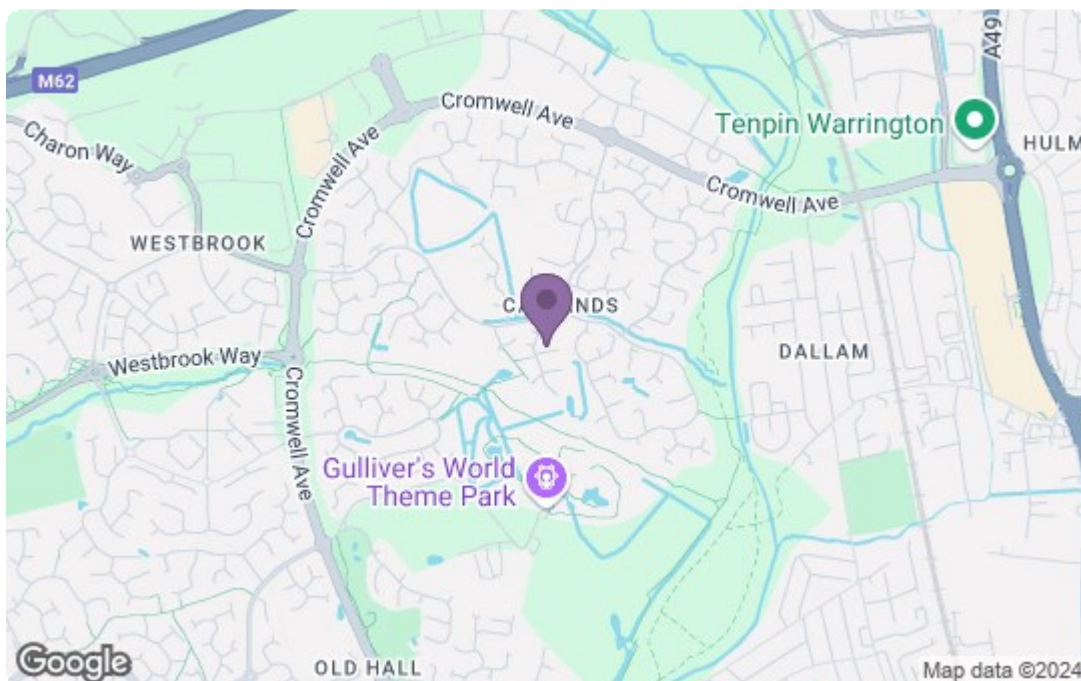 M62
A49
Cromwell Ave
Tenpin Warrington
HULM
Charon Way
Cromwell Ave
Cromwell Ave
WESTBROOK
DALLAM
Westbrook Way
Cromwell Ave
Gulliver's World
Theme Park
OLD HALL
Google
Map data ©2024